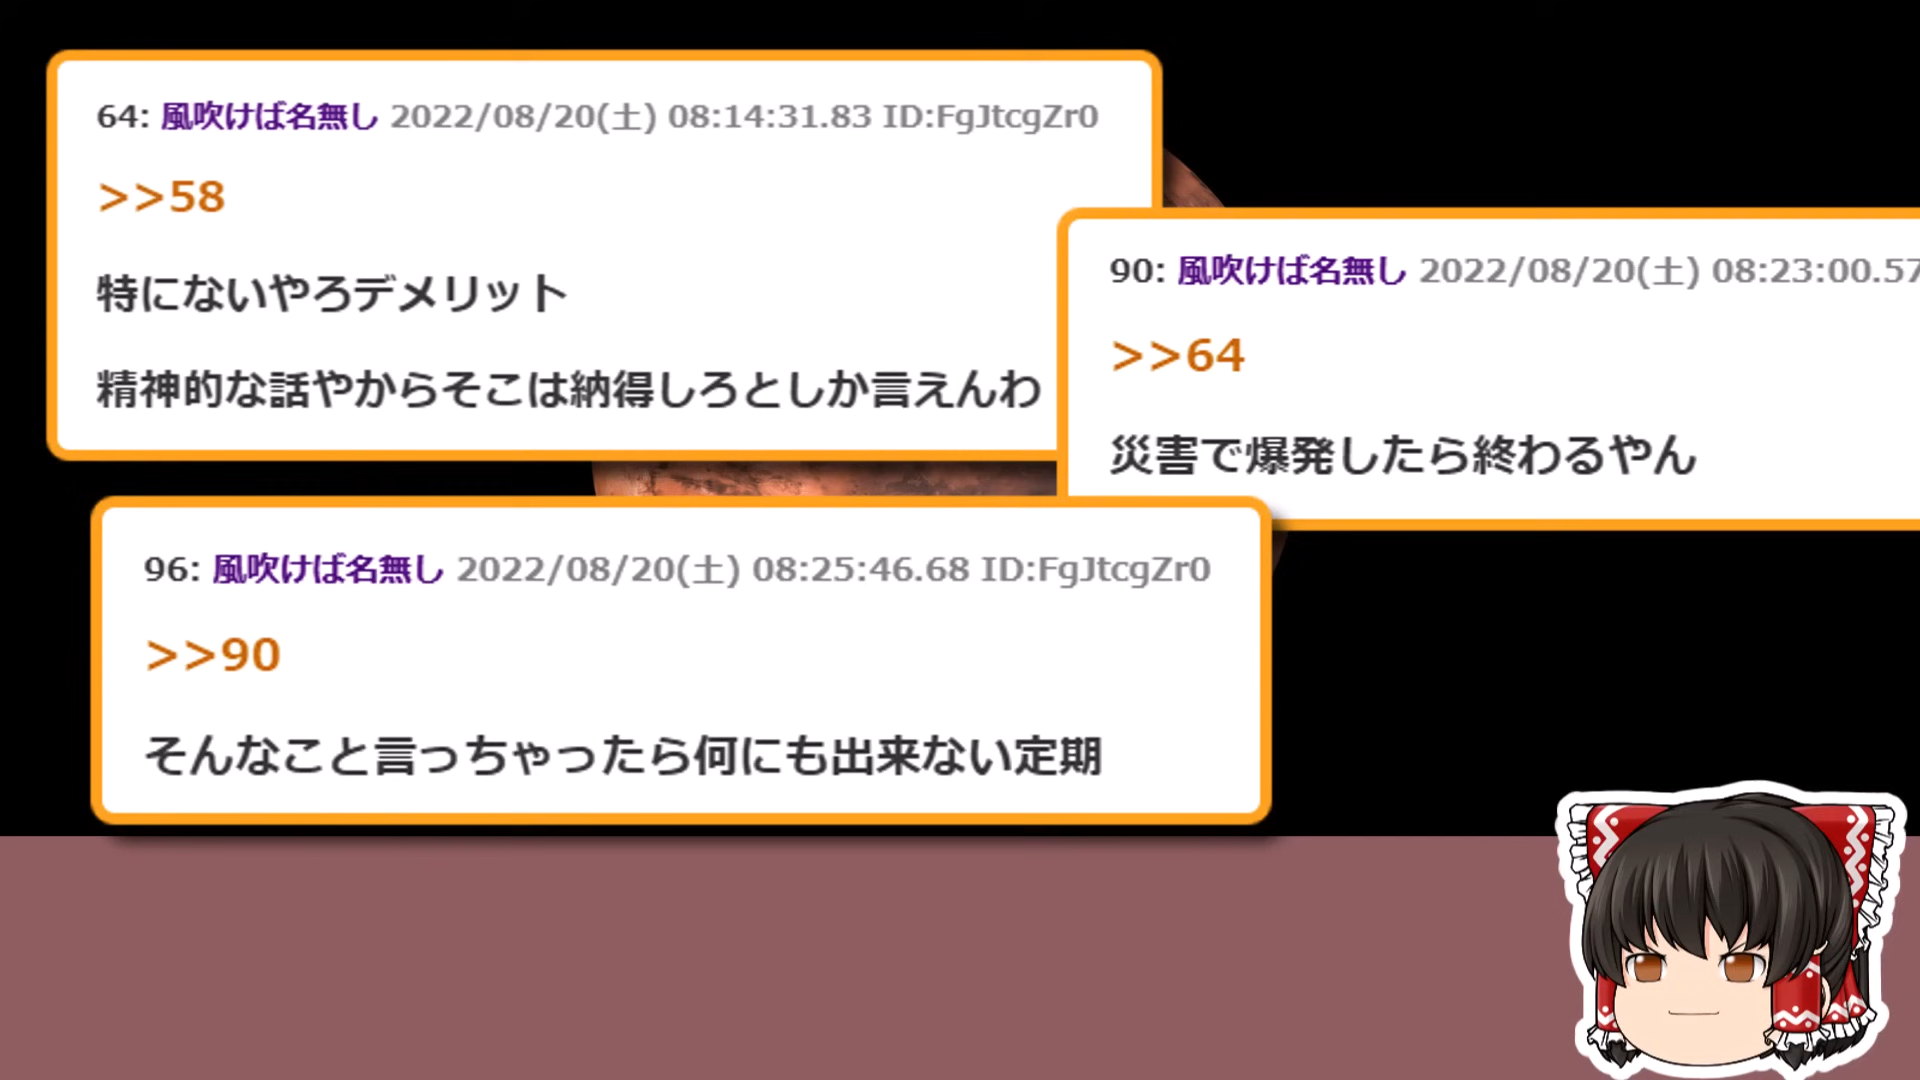 64: 風吹けば名無し 2022/08/20(土) 08:14:31.83 ID:FgJtcgZr0
>>58
特にないやろデメリット
精神的な話やからそこは納得しろとしか言えんわ
90: 風吹けば名無し 2022/08/20(土) 08:23:00.57
>>64
災害で爆発したら終わるやん
96: 風吹けば名無し 2022/08/20(土) 08:25:46.68 ID:FgJtcgZr0
>>90
そんなこと言っちゃったら何にも出来ない定期